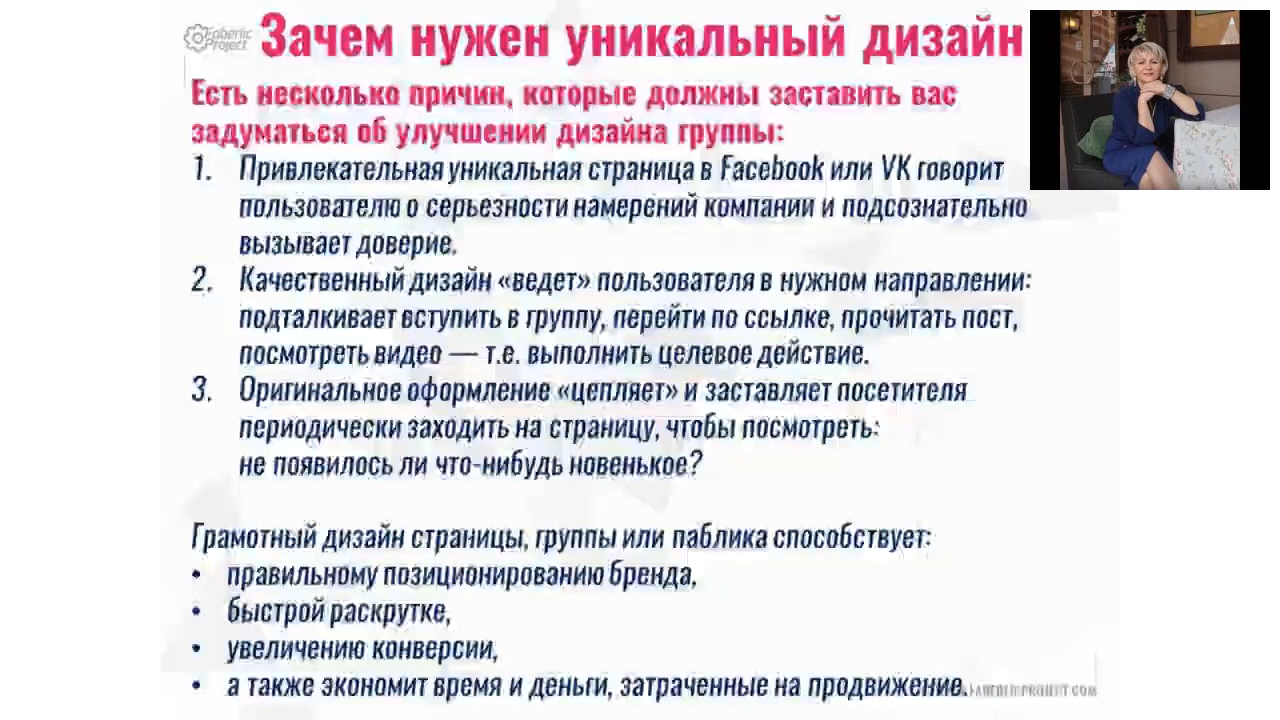 Faberlic
Project
Зачем нужен уникальный дизайн
Есть несколько причин, которые должны заставить вас
задуматься об улучшении дизайна группы:
1. Привлекательная уникальная страница в Facebook или VK говорит
пользователю о серьезности намерений компании и подсознательно
вызывает доверие.
2. Качественный дизайн «ведет» пользователя в нужном направлении:
подталкивает вступить в группу, перейти по ссылке, прочитать пост,
посмотреть видео — т.е. выполнить целевое действие.
3. Оригинальное оформление «цепляет» и заставляет посетителя
периодически заходить на страницу, чтобы посмотреть:
не появилось ли что-нибудь новенькое?
Грамотный дизайн страницы, группы или паблика способствует:
• правильному позиционированию бренда,
• быстрой раскрутке,
• увеличению конверсии,
• а также экономит время и деньги, затраченные на продвижение.